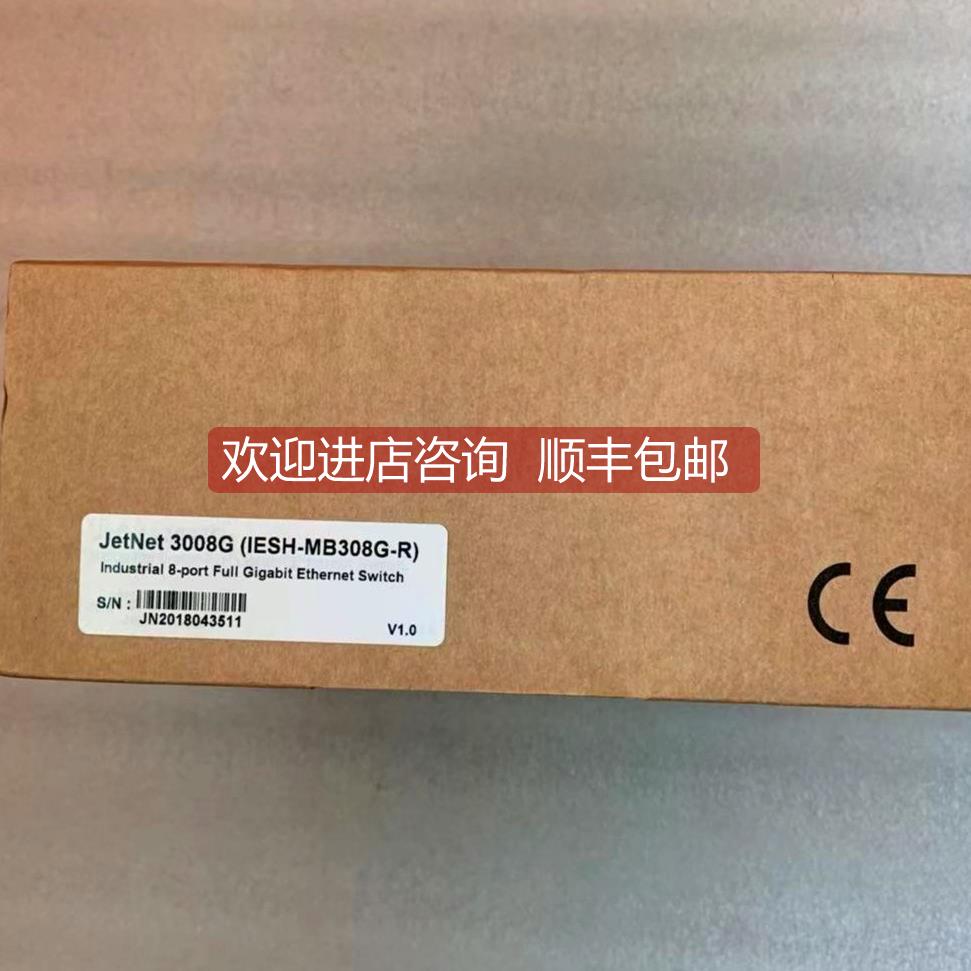 欢迎进店咨询 顺丰包邮
JetNet 3008G (IESH-MB308G-R)
Industrial 8-port Full Gigabit Ethernet Switch
S/N :
JN2018043511
V1.0
CE